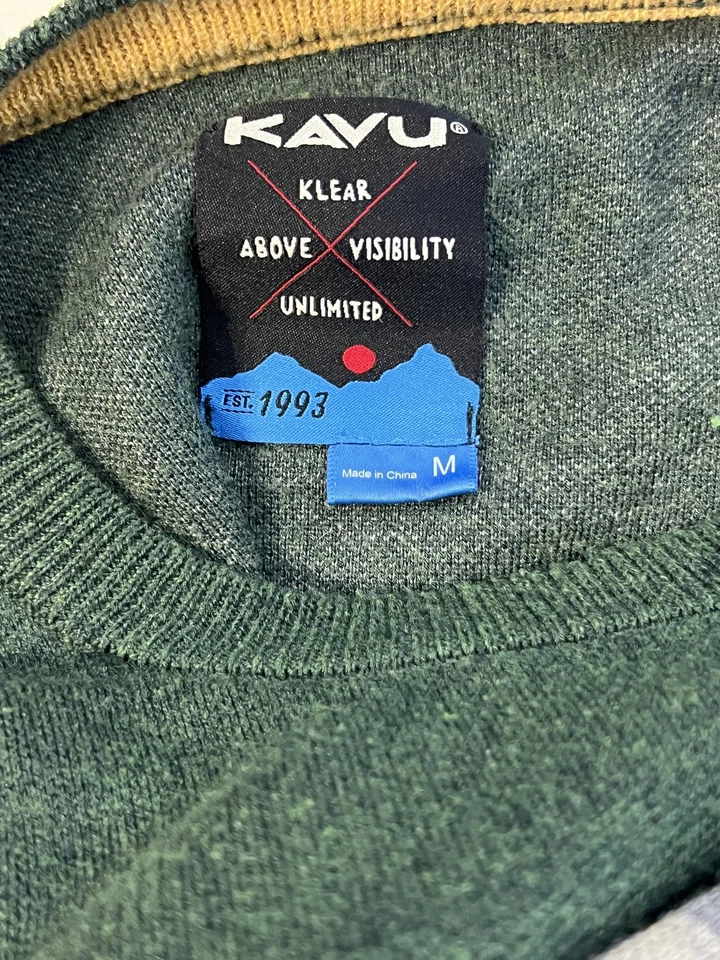 KAVU®
KLEAR
ABOVE VISIBILITY
UNLIMITED
EST. 1993
Made in China M